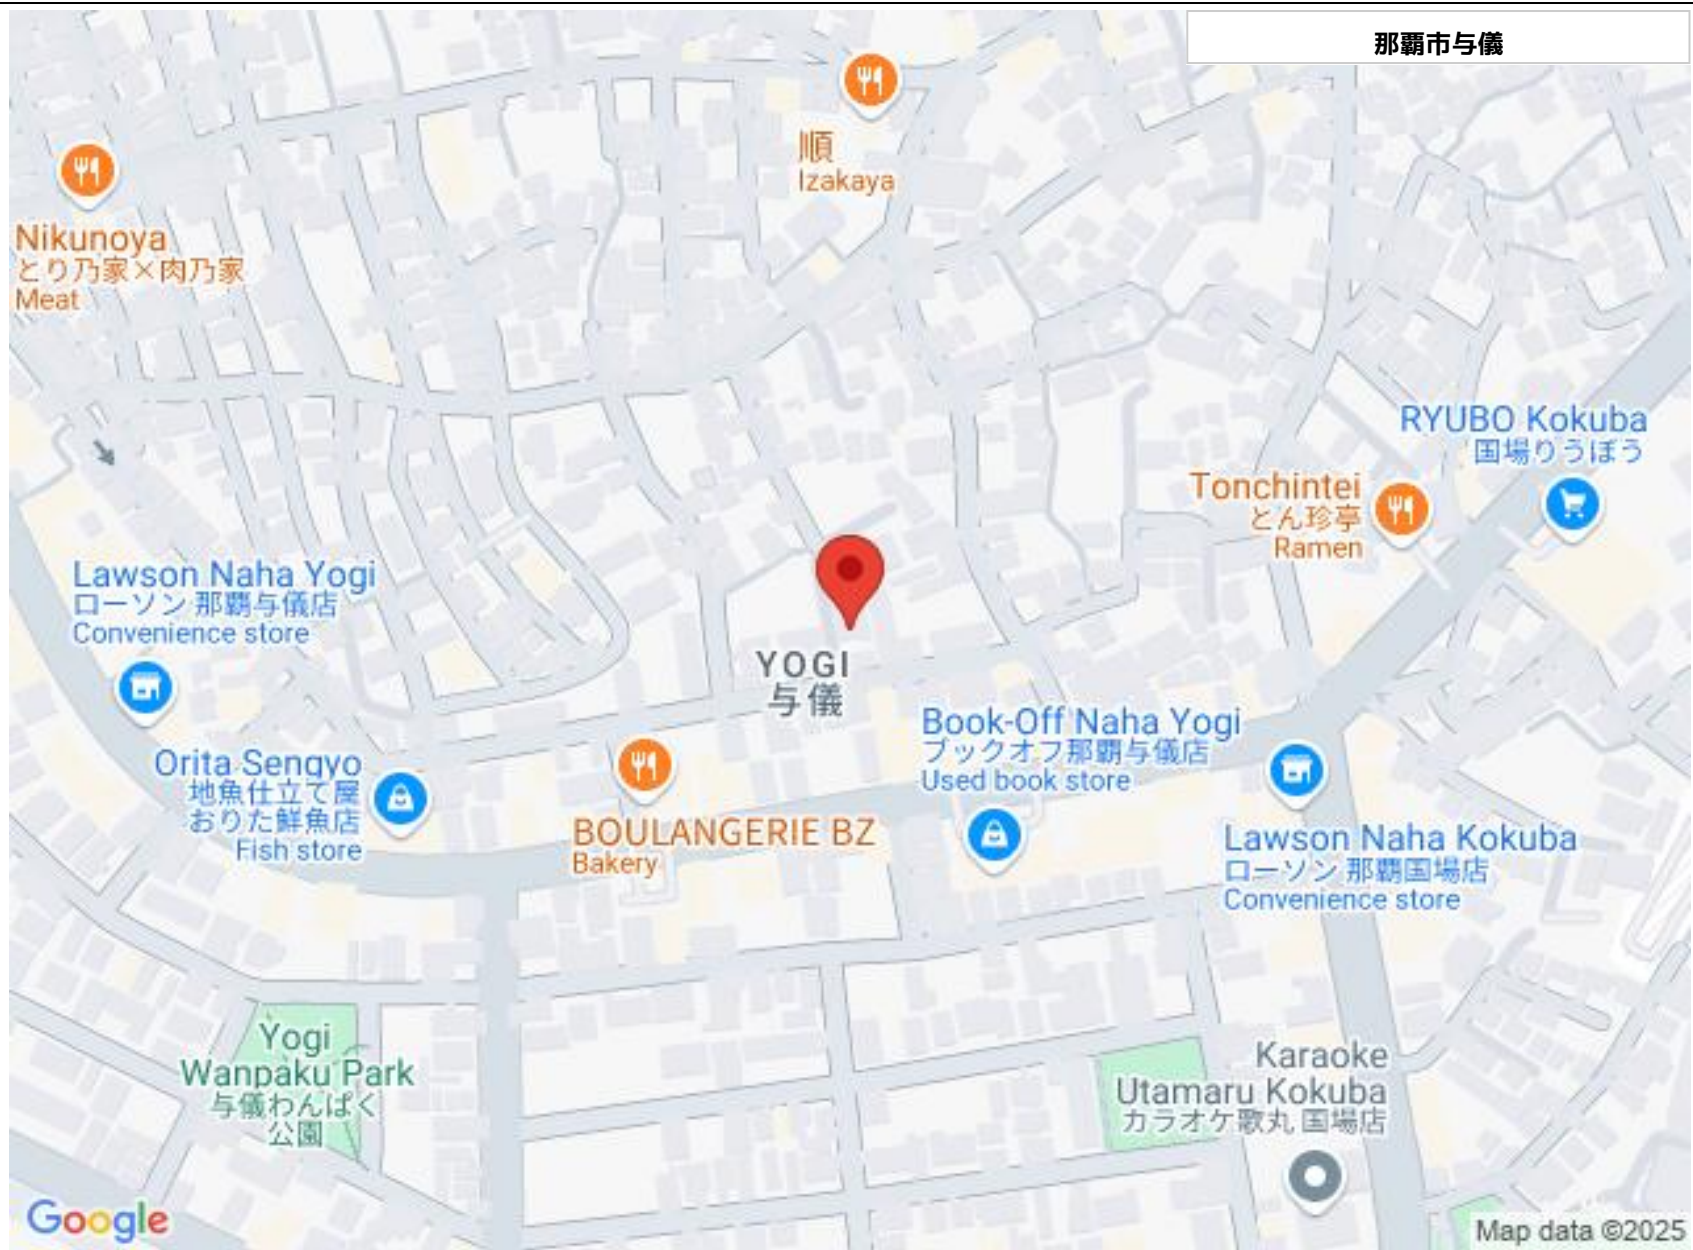 那覇市与儀
順
Izakaya
Nikunoya
とり乃家×肉乃家
Meat
RYUBO Kokuba
国場りうぼう
Tonchintei
とん珍亭
Ramen
Lawson Naha Yogi
ローソン 那覇与儀店
Convenience store
YOGI
与儀
Book-Off Naha Yogi
ブックオフ那覇与儀店
Used book store
Orita Sengyo
地魚仕立て屋
おりた鮮魚店
Fish store
BOULANGERIE BZ
Bakery
Lawson Naha Kokuba
ローソン 那覇国場店
Convenience store
Yogi
Wanpaku Park
与儀わんぱく
公園
Karaoke
Utamaru Kokuba
カラオケ歌丸 国場店
Google
Map data ©2025